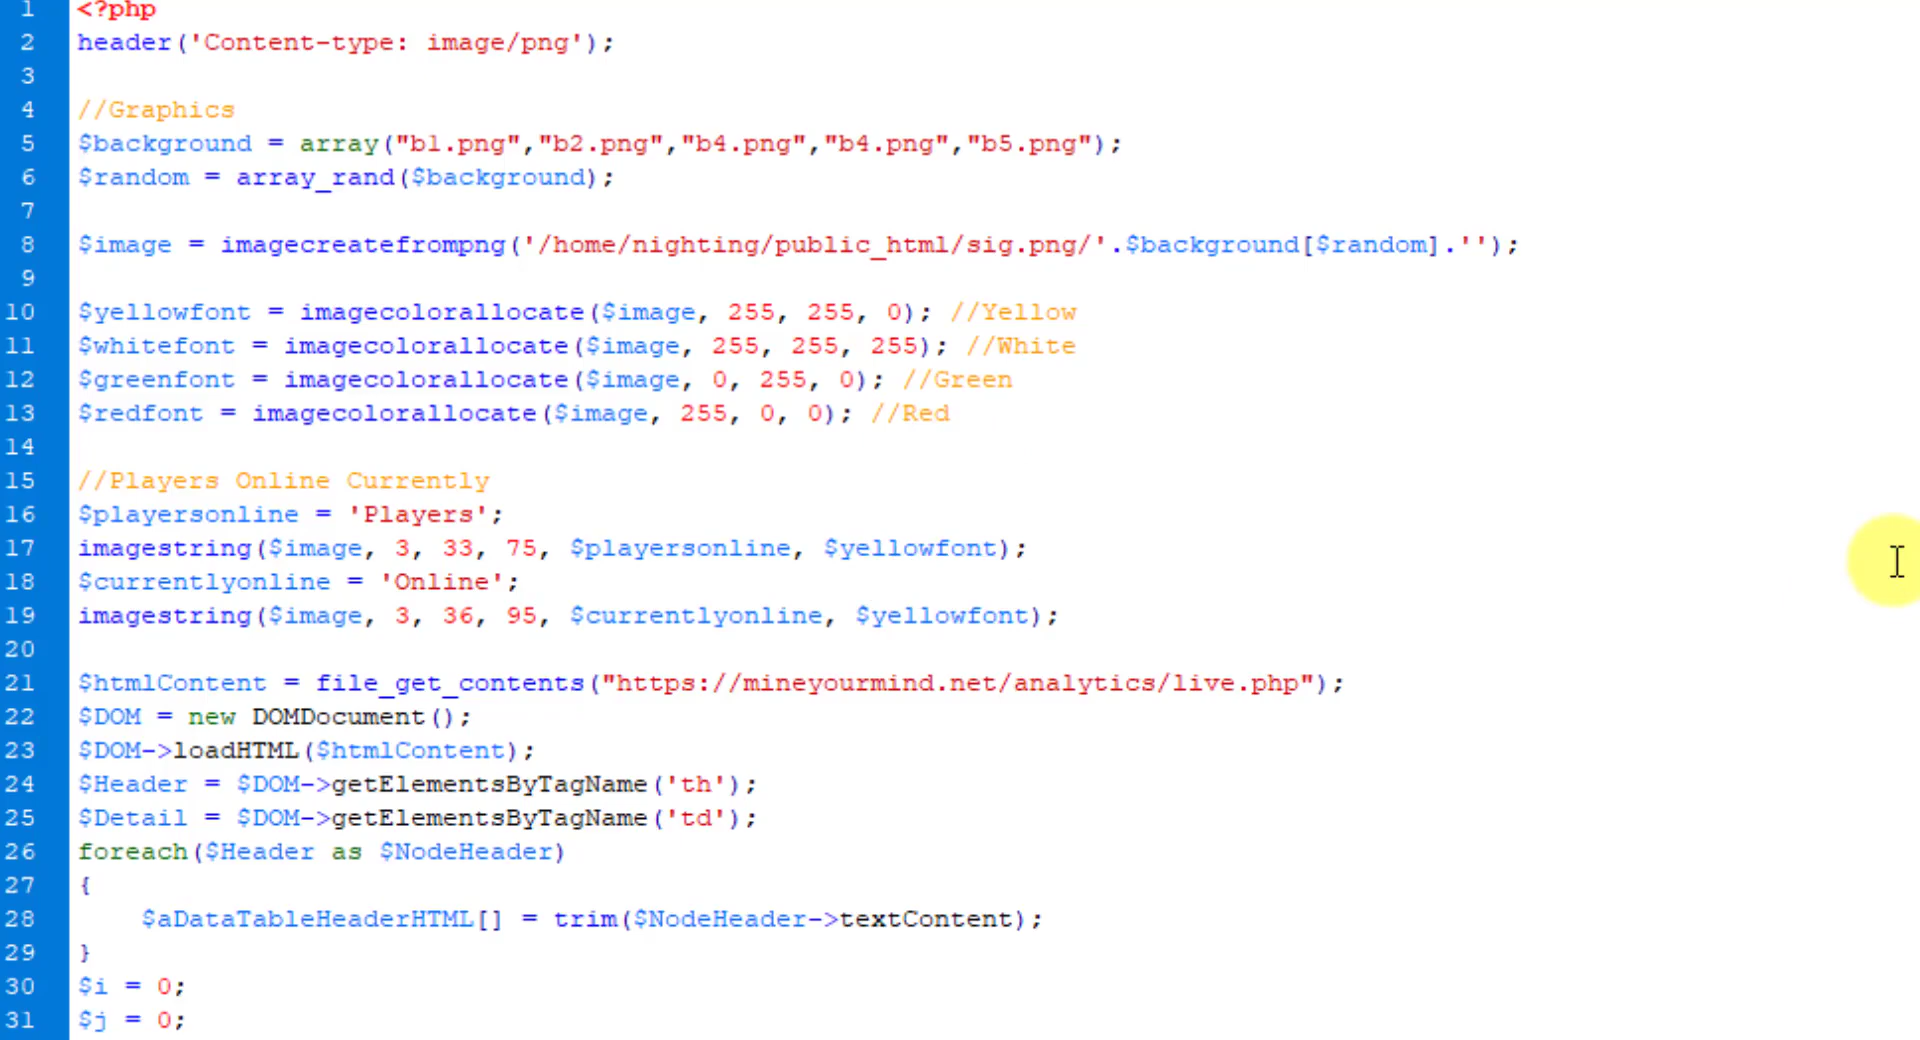 1 <?php
2 header('Content-type: image/png');
3
4 //Graphics
5 $background = array("b1.png","b2.png","b4.png","b4.png","b5.png");
6 $random = array_rand($background);
7
8 $image = imagecreatefrompng('/home/nighting/public_html/sig.png/'.$background[$random].'');
9
10 $yellowfont = imagecolorallocate($image, 255, 255, 0); //Yellow
11 $whitefont = imagecolorallocate($image, 255, 255, 255); //White
12 $greenfont = imagecolorallocate($image, 0, 255, 0); //Green
13 $redfont = imagecolorallocate($image, 255, 0, 0); //Red
14
15 //Players Online Currently
16 $playersonline = 'Players';
17 imagestring($image, 3, 33, 75, $playersonline, $yellowfont);
18 $currentlyonline = 'Online';
19 imagestring($image, 3, 36, 95, $currentlyonline, $yellowfont);
20
21 $htmlContent = file_get_contents("https://mineyourmind.net/analytics/live.php");
22 $DOM = new DOMDocument();
23 $DOM->loadHTML($htmlContent);
24 $Header = $DOM->getElementsByTagName('th');
25 $Detail = $DOM->getElementsByTagName('td');
26 foreach($Header as $NodeHeader)
27 {
28     $aDataTableHeaderHTML[] = trim($NodeHeader->textContent);
29 }
30 $i = 0;
31 $j = 0;